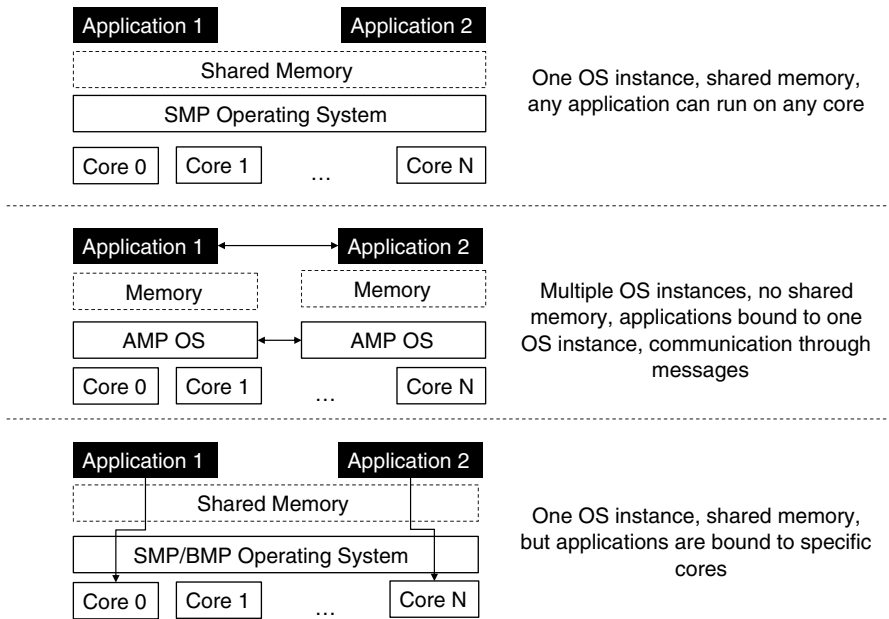 Application 1
Application 2
Shared Memory
SMP Operating System
Core 0
Core 1
...
Core N
One OS instance, shared memory,
any application can run on any core
Application 1
Application 2
Memory
Memory
AMP OS
AMP OS
Core 0
Core 1
...
Core N
Multiple OS instances, no shared
memory, applications bound to one
OS instance, communication through
messages
Application 1
Application 2
Shared Memory
SMP/BMP Operating System
Core 0
Core 1
...
Core N
One OS instance, shared memory,
but applications are bound to specific
cores